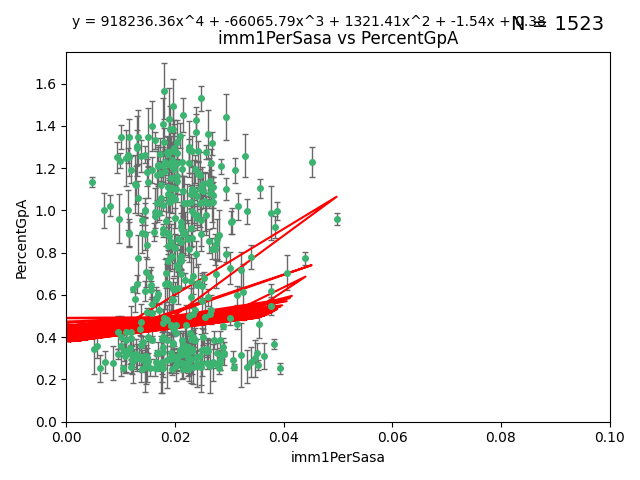 y = 918236.36x^4 + -66065.79x^3 + 1321.41x^2 + -1.54x + 0.38
N = 1523
imm1PerSasa vs PercentGpA
PercentGpA
1.6
1.4
1.2
1.0
0.8
0.6
0.4
0.2
0.0
0.00 0.02 0.04 0.06 0.08 0.10
imm1PerSasa